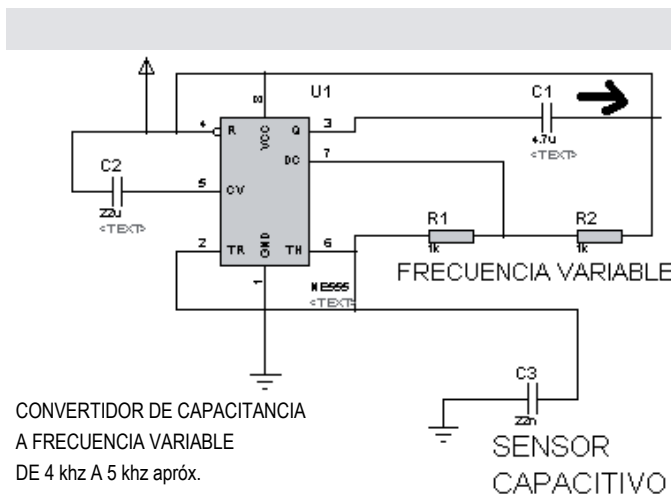 U1
C1
4.7u
<TEXT>
4
R
8
VCC
Q
3
DC
7
C2
22u
<TEXT>
5
CV
R1
1k
R2
1k
2
TR
GND
TH
6
1
NE555
<TEXT>
FRECUENCIA VARIABLE
C3
22n
CONVERTIDOR DE CAPACITANCIA
A FRECUENCIA VARIABLE
DE 4 khz A 5 khz apróx.
SENSOR
CAPACITIVO